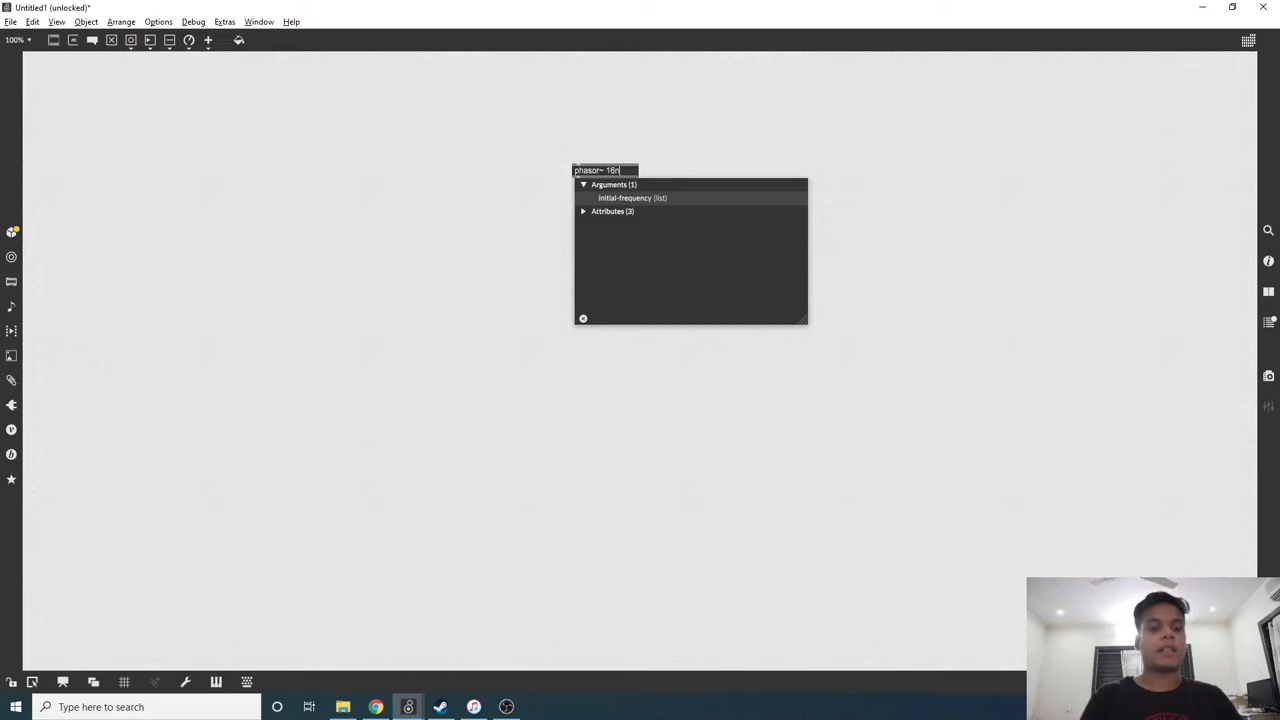 Untitled1 (unlocked)*
File Edit View Object Arrange Options Debug Extras Window Help
100%
phasor~ 16n
Arguments (1)
initial-frequency (list)
Attributes (3)
Type here to search